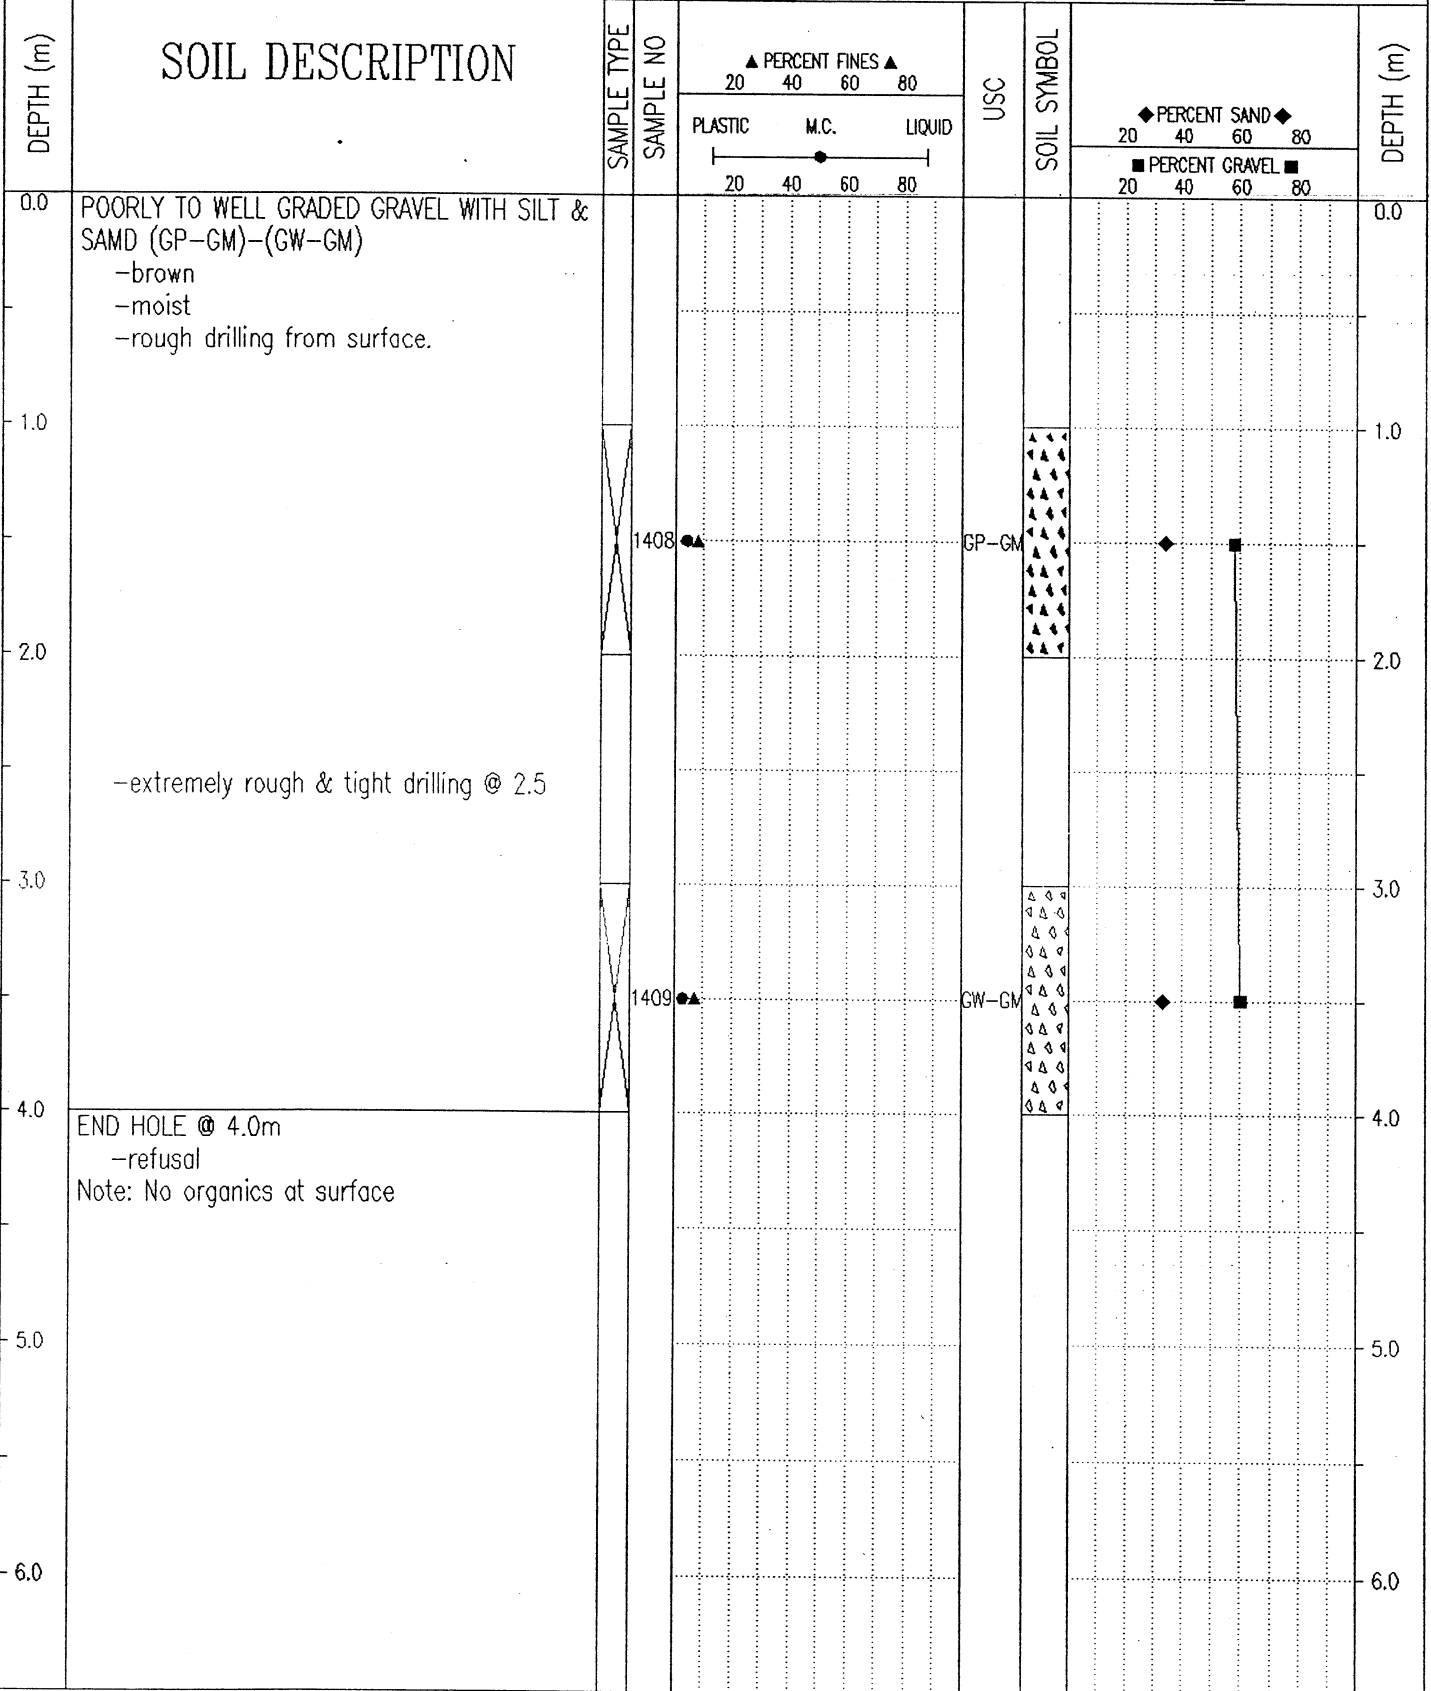 DEPTH (m)
SOIL DESCRIPTION
SAMPLE TYPE
SAMPLE NO
▲ PERCENT FINES ▲
20 40 60 80
PLASTIC M.C. LIQUID
20 40 60 80
USC
SOIL SYMBOL
◆PERCENT SAND◆
20 40 60 80
■ PERCENT GRAVEL ■
20 40 60 80
DEPTH (m)
0.0
POORLY TO WELL GRADED GRAVEL WITH SILT &
SAMD (GP-GM)-(GW-GM)
-brown
-moist
-rough drilling from surface.
0.0
1.0
1.0
1408
GP-GM
2.0
2.0
-extremely rough & tight drilling @ 2.5
3.0
3.0
1409
GW-GM
4.0
4.0
END HOLE @ 4.0m
-refusal
Note: No organics at surface
5.0
5.0
6.0
6.0